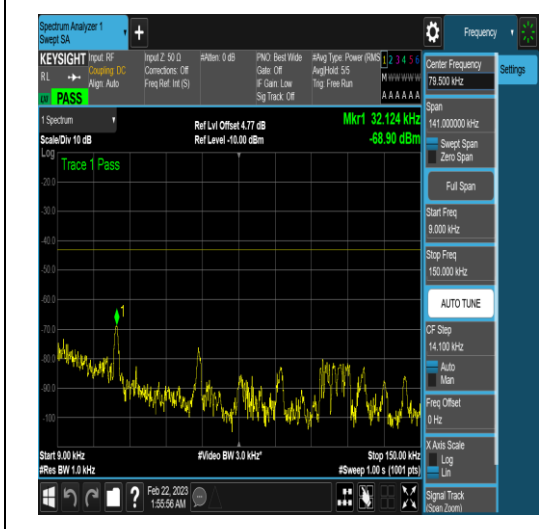 Spectrum Analyzer 1
Swept SA
+
Frequency
KEYSIGHT
RL
PASS
Input: RF
Coupling: DC
Align: Auto
Input Z: 50 Ω
Corrections: Off
Freq Ref: Int (S)
#Atten: 0 dB
PNO: Best Wide
Gate: Off
IF Gain: Low
Sig Track: Off
#Avg Type: Power (RMS
Avg|Hold: 5/5
Trig: Free Run
1 2 3 4 5 6
M W W W W W
A A A A A A
1 Spectrum
Scale/Div 10 dB
Ref Lvl Offset 4.77 dB
Ref Level -10.00 dBm
Mkr1 32.124 kHz
-68.90 dBm
Log
Trace 1 Pass
-20.0
-30.0
-40.0
-50.0
-60.0
-70.0
-80.0
-90.0
-100
1
Start 9.00 kHz
#Res BW 1.0 kHz
#Video BW 3.0 kHz*
Stop 150.00 kHz
#Sweep 1.00 s (1001 pts)
?
Feb 22, 2023
1:55:56 AM
Center Frequency
79.500 kHz
Settings
Span
141.000000 kHz
Swept Span
Zero Span
Full Span
Start Freq
9.000 kHz
Stop Freq
150.000 kHz
AUTO TUNE
CF Step
14.100 kHz
Auto
Man
Freq Offset
0 Hz
X Axis Scale
Log
Lin
Signal Track
(Span Zoom)